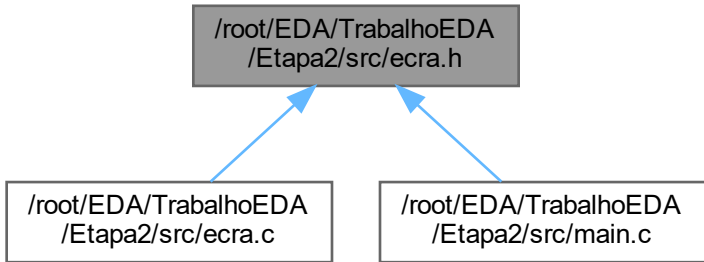 /root/EDA/TrabalhoEDA
/Etapa2/src/ecra.h
/root/EDA/TrabalhoEDA
/Etapa2/src/ecra.c
/root/EDA/TrabalhoEDA
/Etapa2/src/main.c